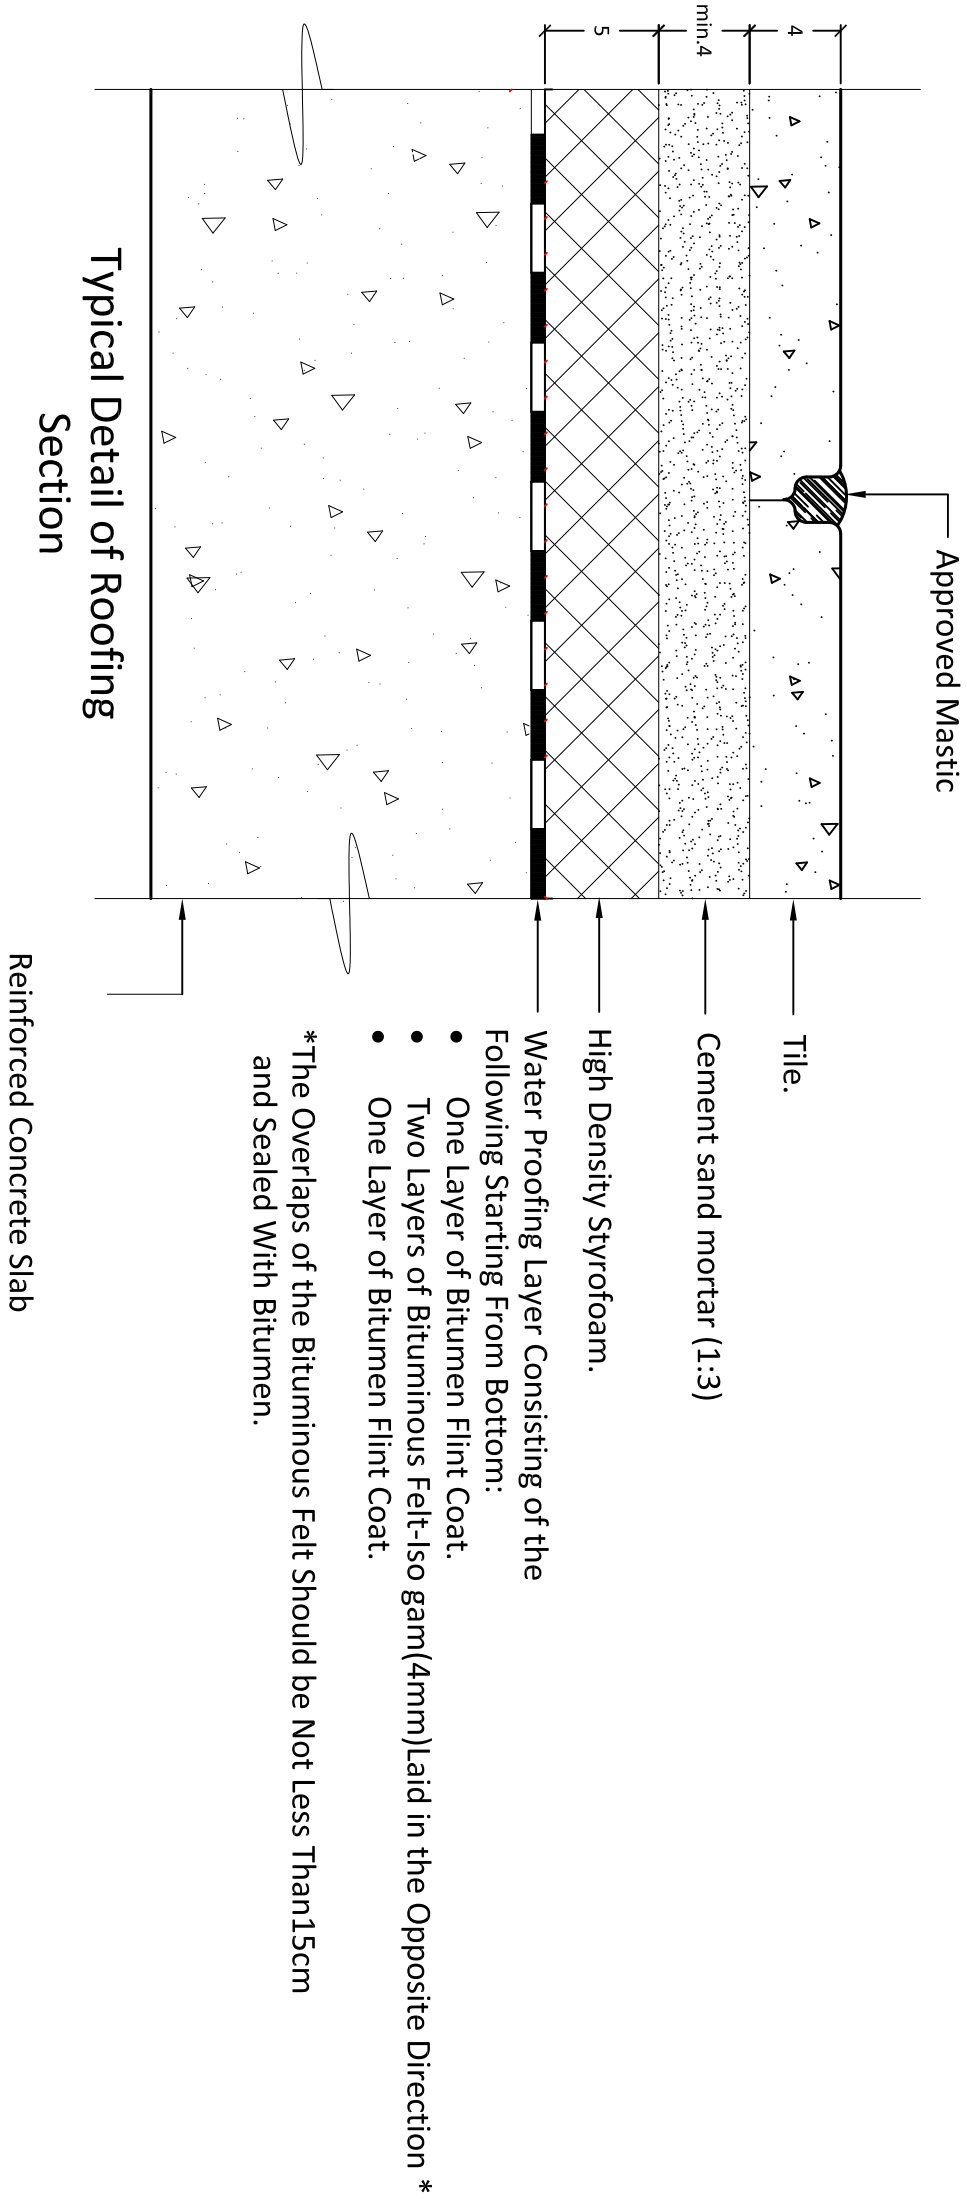 Approved Mastic
4
min.4
5
Tile.
Cement sand mortar (1:3)
High Density Styrofoam.
Water Proofing Layer Consisting of the
Following Starting From Bottom:
• One Layer of Bitumen Flint Coat.
• Two Layers of Bituminous Felt-Iso gam(4mm)Laid in the Opposite Direction *
• One Layer of Bitumen Flint Coat.
*The Overlaps of the Bituminous Felt Should be Not Less Than15cm
and Sealed With Bitumen.
Reinforced Concrete Slab
Typical Detail of Roofing
Section